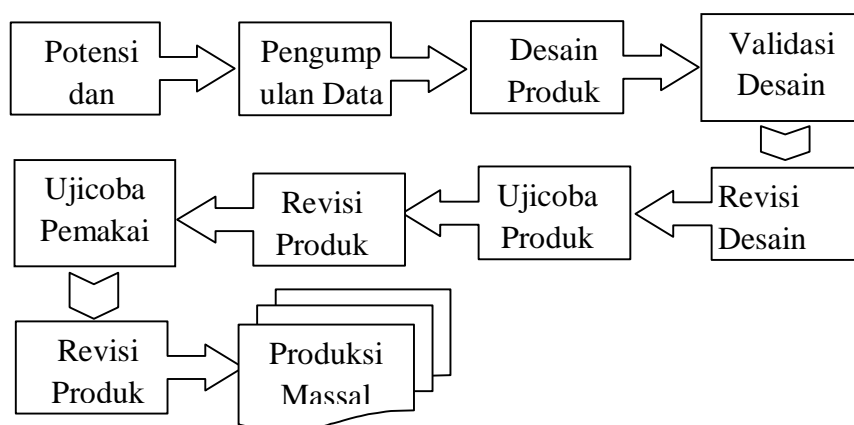 Potensi
dan
Pengump
ulan Data
Desain
Produk
Validasi
Desain
Revisi
Desain
Ujicoba
Produk
Revisi
Produk
Ujicoba
Pemakai
Revisi
Produk
Produksi
Massal